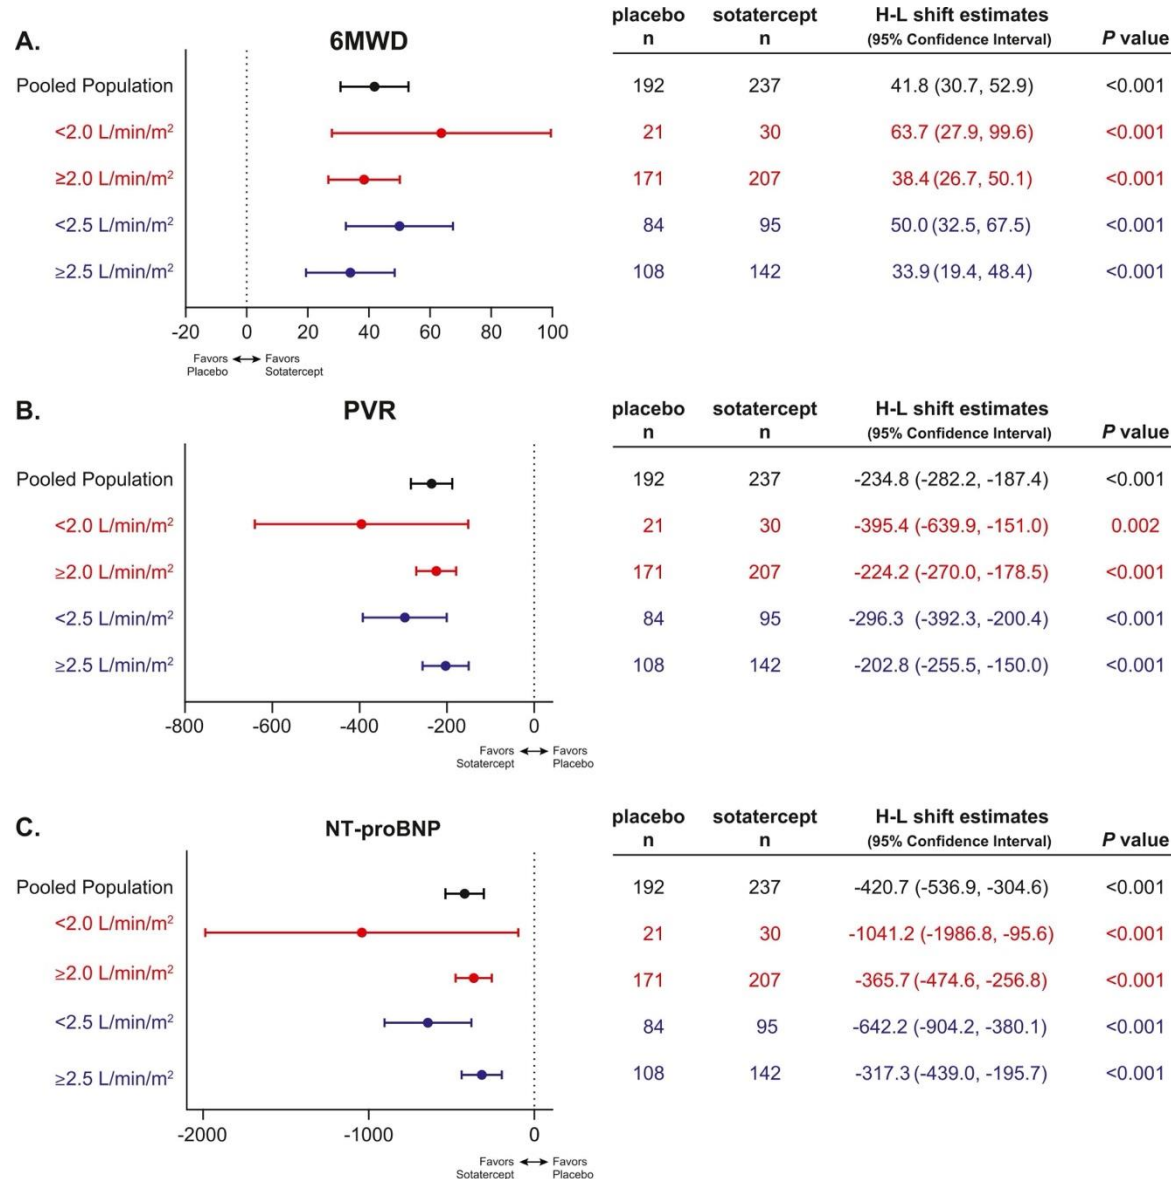 A. 6MWD placebo n sotatercept n H-L shift estimates (95% Confidence Interval) P value
Pooled Population 192 237 41.8 (30.7, 52.9) <0.001
<2.0 L/min/m² 21 30 63.7 (27.9, 99.6) <0.001
≥2.0 L/min/m² 171 207 38.4 (26.7, 50.1) <0.001
<2.5 L/min/m² 84 95 50.0 (32.5, 67.5) <0.001
≥2.5 L/min/m² 108 142 33.9 (19.4, 48.4) <0.001
-20 0 20 40 60 80 100
Favors Placebo ↔ Favors Sotatercept
B. PVR placebo n sotatercept n H-L shift estimates (95% Confidence Interval) P value
Pooled Population 192 237 -234.8 (-282.2, -187.4) <0.001
<2.0 L/min/m² 21 30 -395.4 (-639.9, -151.0) 0.002
≥2.0 L/min/m² 171 207 -224.2 (-270.0, -178.5) <0.001
<2.5 L/min/m² 84 95 -296.3 (-392.3, -200.4) <0.001
≥2.5 L/min/m² 108 142 -202.8 (-255.5, -150.0) <0.001
-800 -600 -400 -200 0
Favors Sotatercept ↔ Favors Placebo
C. NT-proBNP placebo n sotatercept n H-L shift estimates (95% Confidence Interval) P value
Pooled Population 192 237 -420.7 (-536.9, -304.6) <0.001
<2.0 L/min/m² 21 30 -1041.2 (-1986.8, -95.6) <0.001
≥2.0 L/min/m² 171 207 -365.7 (-474.6, -256.8) <0.001
<2.5 L/min/m² 84 95 -642.2 (-904.2, -380.1) <0.001
≥2.5 L/min/m² 108 142 -317.3 (-439.0, -195.7) <0.001
-2000 -1000 0
Favors Sotatercept ↔ Favors Placebo